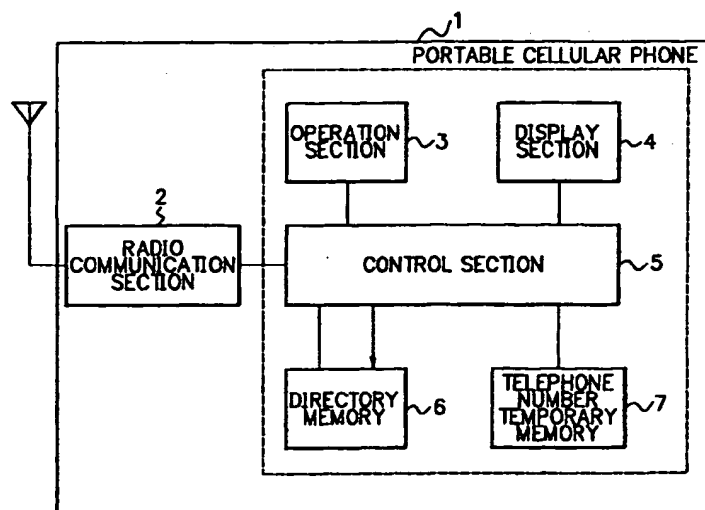 1
PORTABLE CELLULAR PHONE
OPERATION
SECTION
3
DISPLAY
SECTION
4
2
RADIO
COMMUNICATION
SECTION
CONTROL SECTION
5
DIRECTORY
MEMORY
6
TELEPHONE
NUMBER
TEMPORARY
MEMORY
7